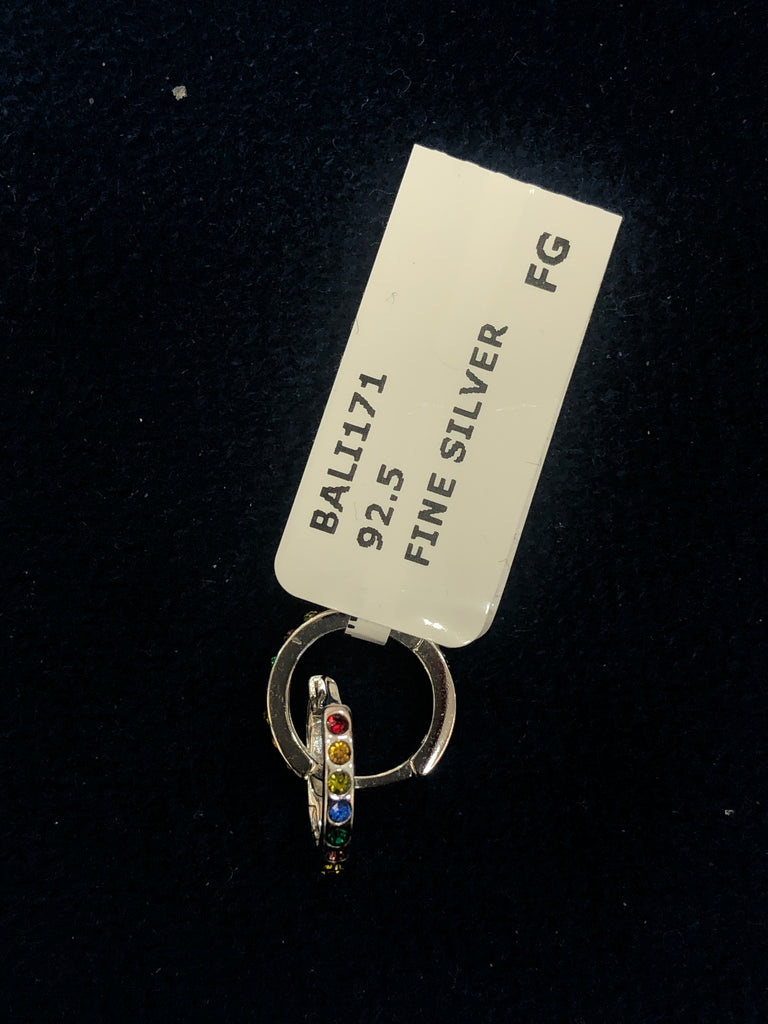 BALI171
92.5
FINE SILVER
FG